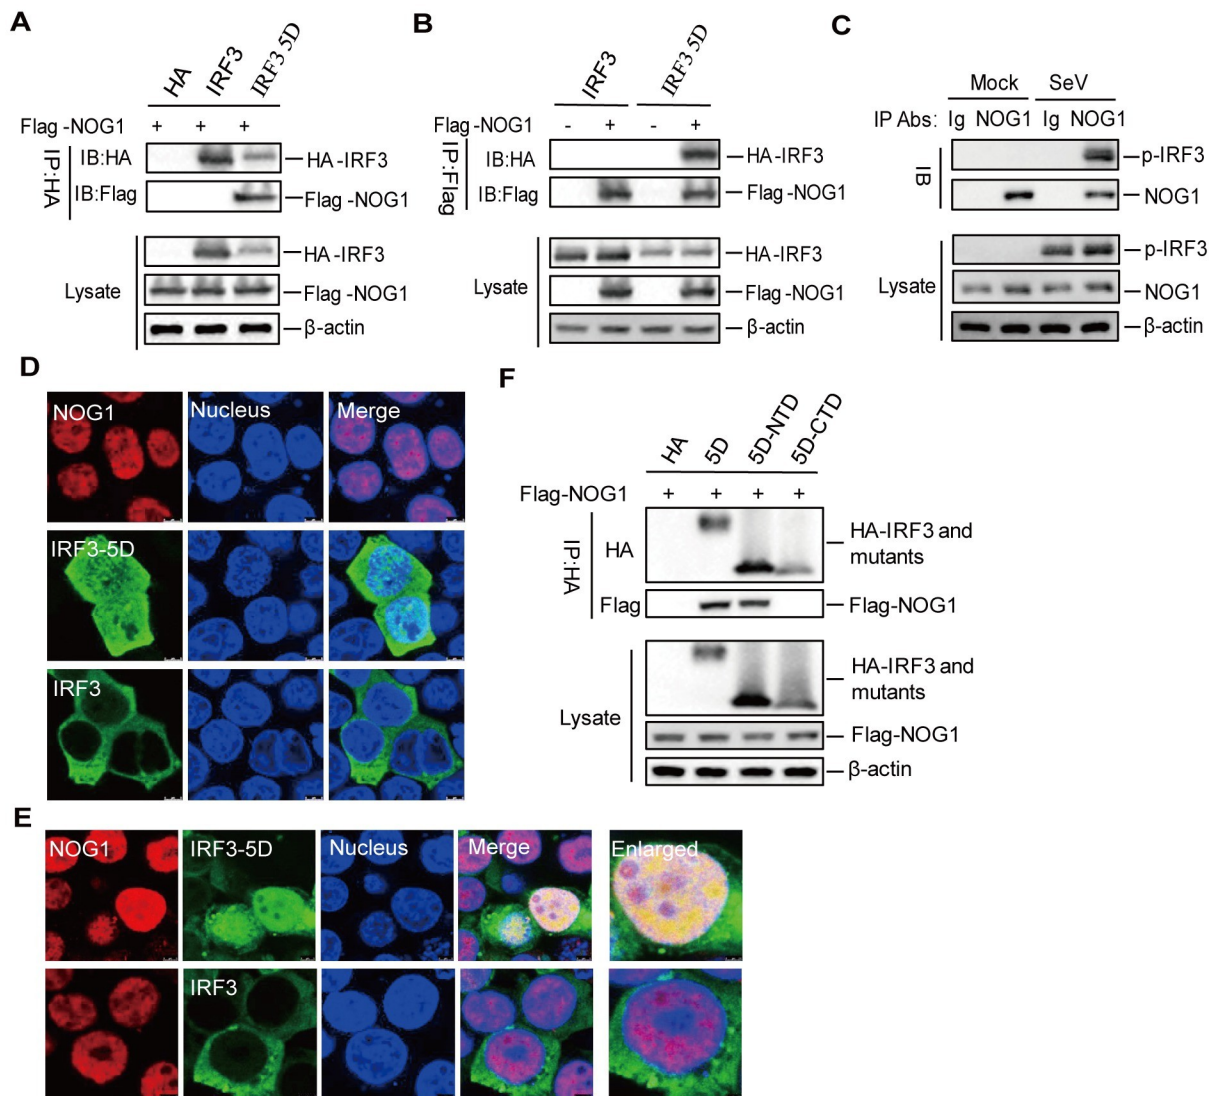 A
HA
IRF3
IRF3 5D
Flag -NOG1
+ + +
IP:HA
IB:HA
HA-IRF3
IB:Flag
Flag -NOG1
Lysate
HA-IRF3
Flag -NOG1
β-actin
B
IRF3
IRF3 5D
Flag -NOG1
- + - +
IP:Flag
IB:HA
HA-IRF3
IB:Flag
Flag -NOG1
Lysate
HA-IRF3
Flag -NOG1
β-actin
C
Mock SeV
IP Abs: Ig NOG1 Ig NOG1
IB
p-IRF3
NOG1
Lysate
p-IRF3
NOG1
β-actin
D
NOG1 Nucleus Merge
IRF3-5D
IRF3
E
NOG1 IRF3-5D Nucleus Merge Enlarged
IRF3
F
HA
5D
5D-NTD
5D-CTD
Flag-NOG1
+ + + +
IP:HA
HA
HA-IRF3 and
mutants
Flag
Flag-NOG1
Lysate
HA-IRF3 and
mutants
Flag-NOG1
β-actin